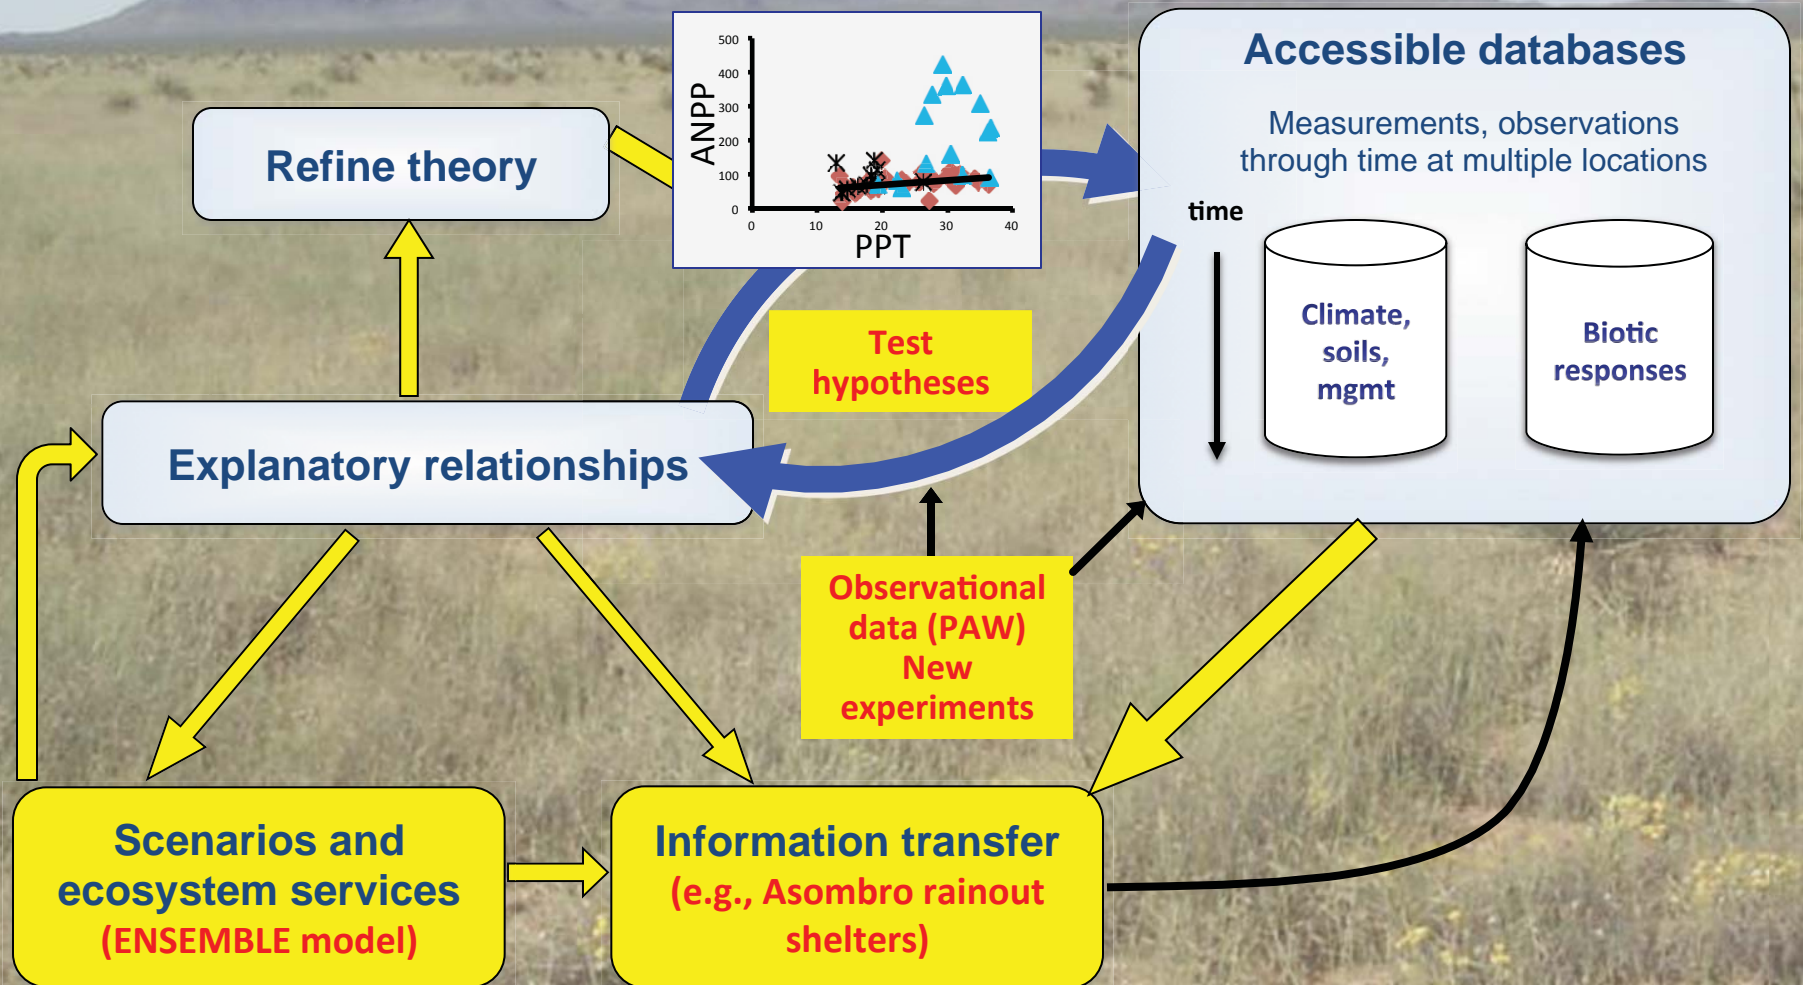 500
400
300
200
100
0
ANPP
0 10 20 30 40
PPT
Accessible databases
Measurements, observations
through time at multiple locations
time
Climate,
soils,
mgmt
Biotic
responses
Refine theory
Test
hypotheses
Explanatory relationships
Observational
data (PAW)
New
experiments
Scenarios and
ecosystem services
(ENSEMBLE model)
Information transfer
(e.g., Asombro rainout
shelters)